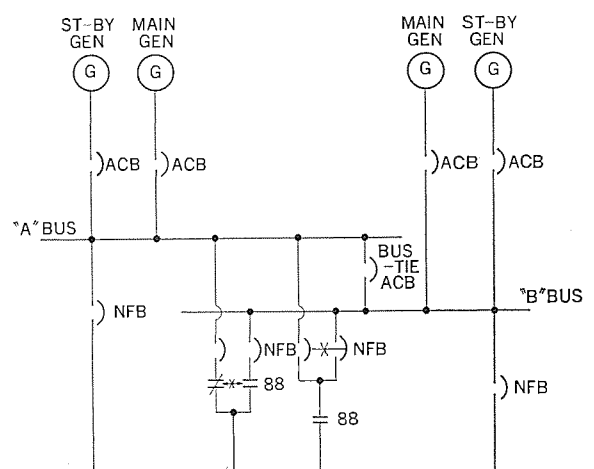 ST-BY
GEN
MAIN
GEN
MAIN
GEN
ST-BY
GEN
G
G
G
G
ACB
ACB
ACB
ACB
"A" BUS
BUS
-TIE
ACB
"B" BUS
NFB
NFB
NFB
NFB
88
88